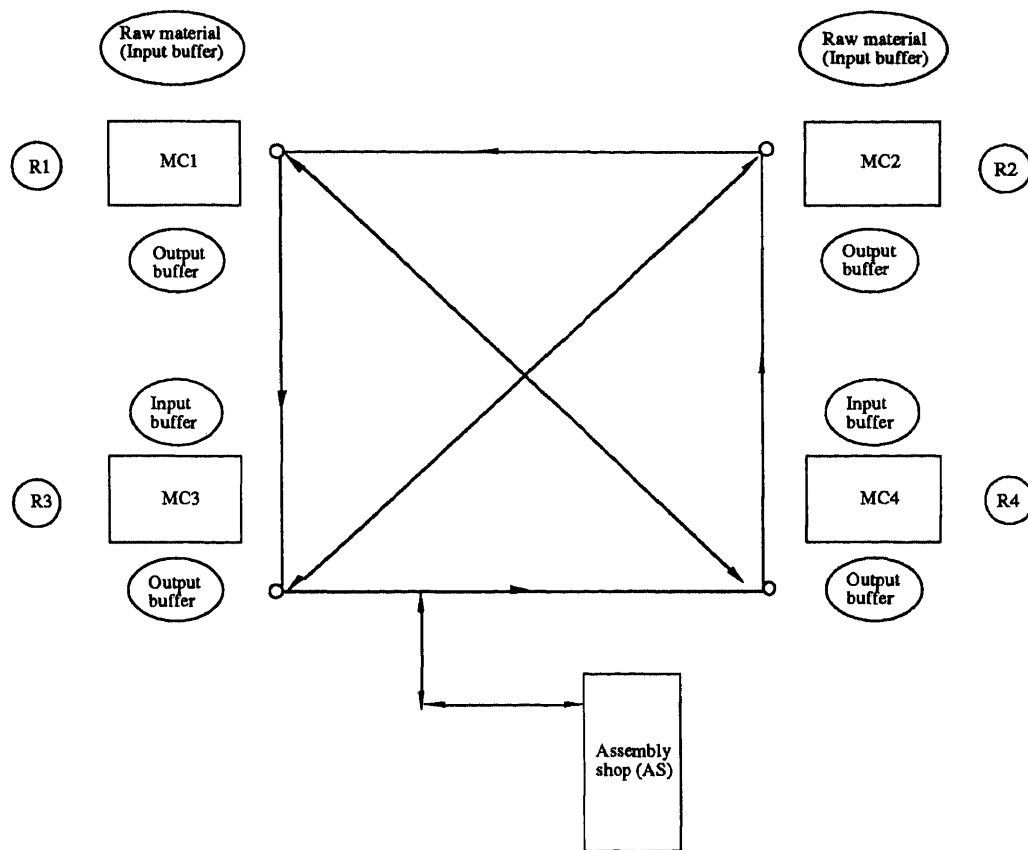 Raw material
(Input buffer)
Raw material
(Input buffer)
R1
MC1
MC2
R2
Output
buffer
Output
buffer
Input
buffer
Input
buffer
R3
MC3
MC4
R4
Output
buffer
Output
buffer
Assembly
shop (AS)